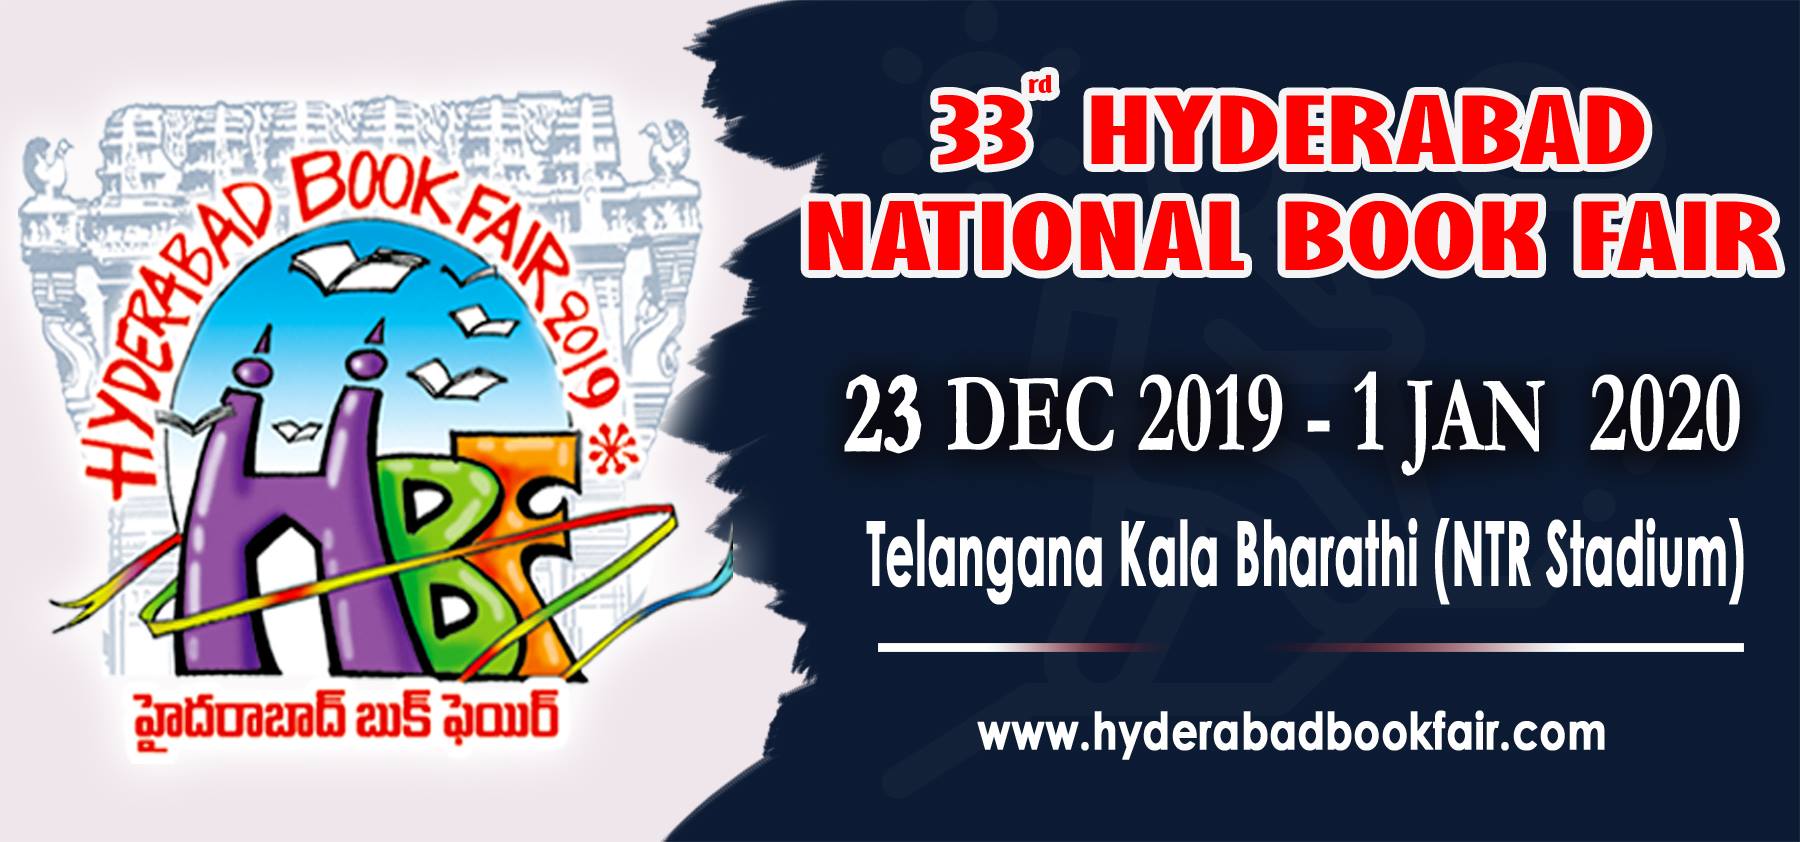 HYDERABAD BOOK FAIR 2019
HBF
హైదరాబాద్ బుక్ ఫెయిర్
33rd HYDERABAD
NATIONAL BOOK FAIR
23 DEC 2019 - 1 JAN 2020
Telangana Kala Bharathi (NTR Stadium)
www.hyderabadbookfair.com